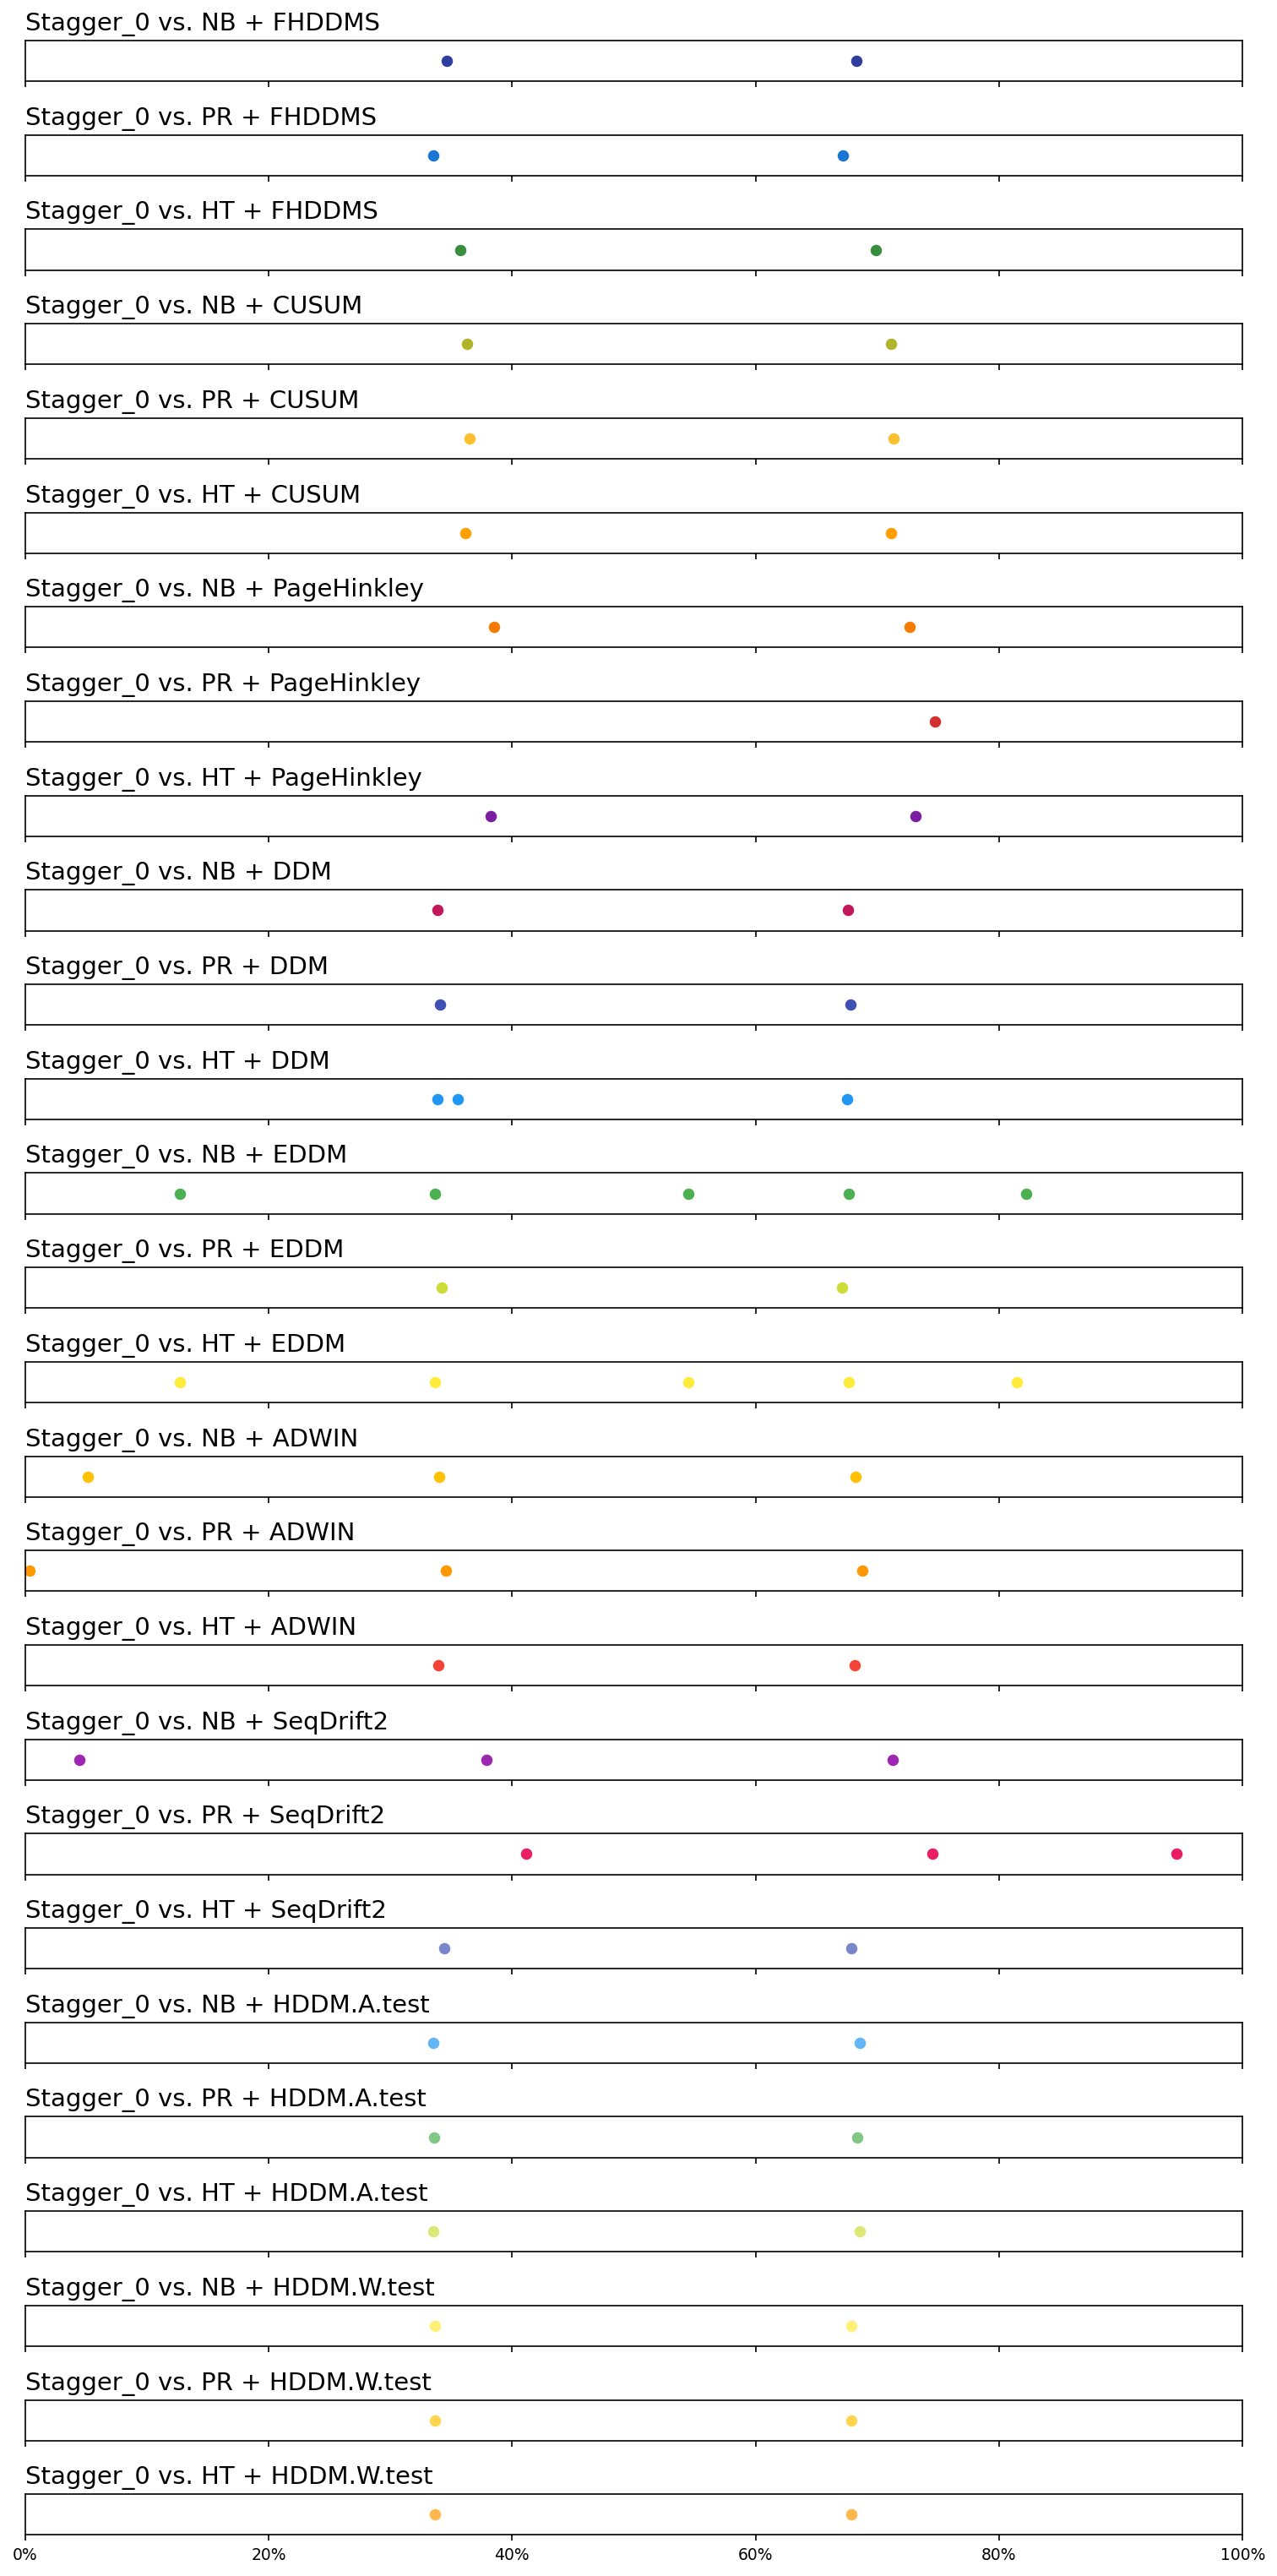 Stagger_0 vs. NB + FHDDMS
Stagger_0 vs. PR + FHDDMS
Stagger_0 vs. HT + FHDDMS
Stagger_0 vs. NB + CUSUM
Stagger_0 vs. PR + CUSUM
Stagger_0 vs. HT + CUSUM
Stagger_0 vs. NB + PageHinkley
Stagger_0 vs. PR + PageHinkley
Stagger_0 vs. HT + PageHinkley
Stagger_0 vs. NB + DDM
Stagger_0 vs. PR + DDM
Stagger_0 vs. HT + DDM
Stagger_0 vs. NB + EDDM
Stagger_0 vs. PR + EDDM
Stagger_0 vs. HT + EDDM
Stagger_0 vs. NB + ADWIN
Stagger_0 vs. PR + ADWIN
Stagger_0 vs. HT + ADWIN
Stagger_0 vs. NB + SeqDrift2
Stagger_0 vs. PR + SeqDrift2
Stagger_0 vs. HT + SeqDrift2
Stagger_0 vs. NB + HDDM.A.test
Stagger_0 vs. PR + HDDM.A.test
Stagger_0 vs. HT + HDDM.A.test
Stagger_0 vs. NB + HDDM.W.test
Stagger_0 vs. PR + HDDM.W.test
Stagger_0 vs. HT + HDDM.W.test
0% 20% 40% 60% 80% 100%